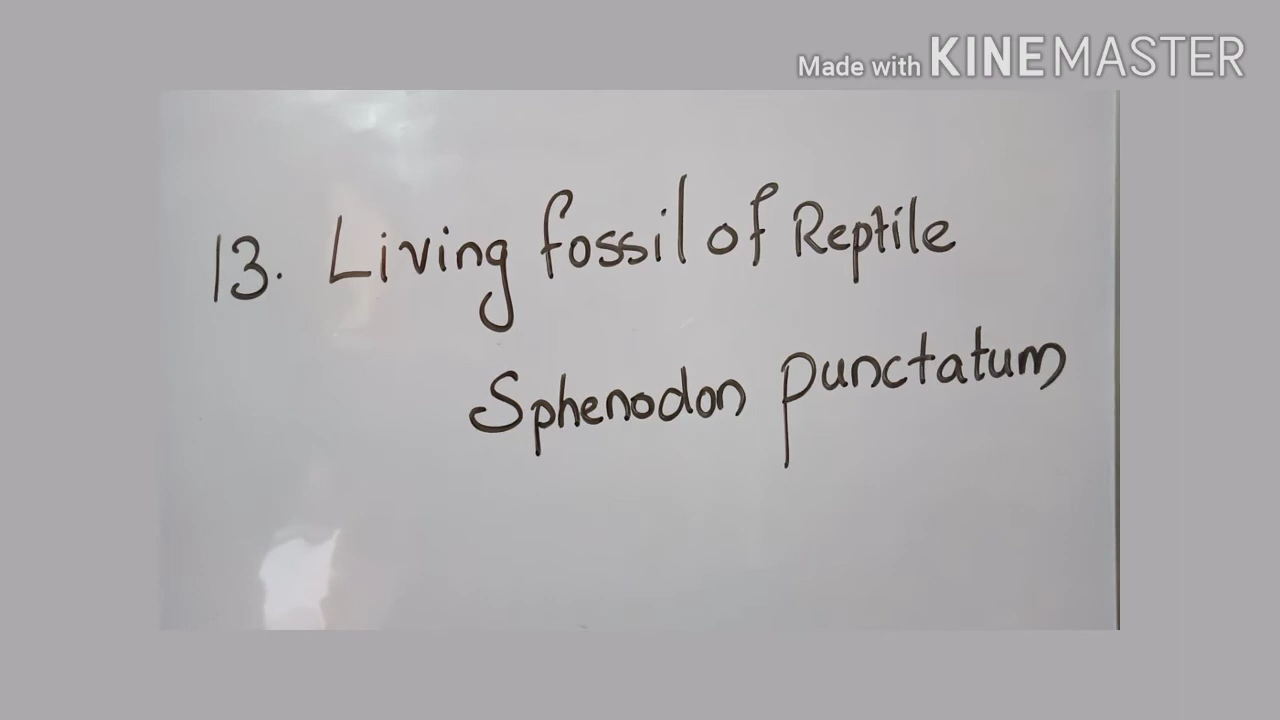 Made with KINEMASTER
13. Living fossil of Reptile
Sphenodon punctatum